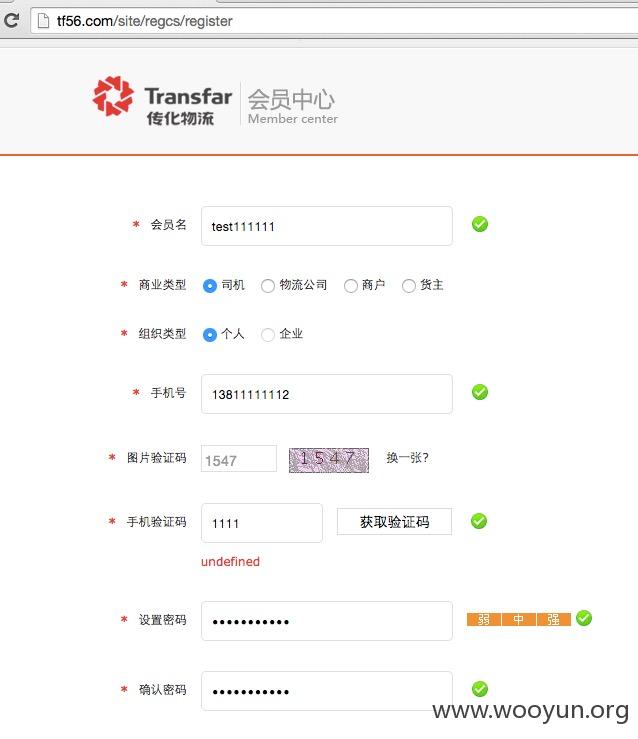 tf56.com/site/regcs/register
Transfar
传化物流
会员中心
Member center
* 会员名 test111111
* 商业类型 司机 物流公司 商户 货主
* 组织类型 个人 企业
* 手机号 13811111112
* 图片验证码 1547 1547 换一张?
* 手机验证码 1111 获取验证码
undefined
* 设置密码 ••••••••••• 弱 中 强
* 确认密码 •••••••••••
www.wooyun.org